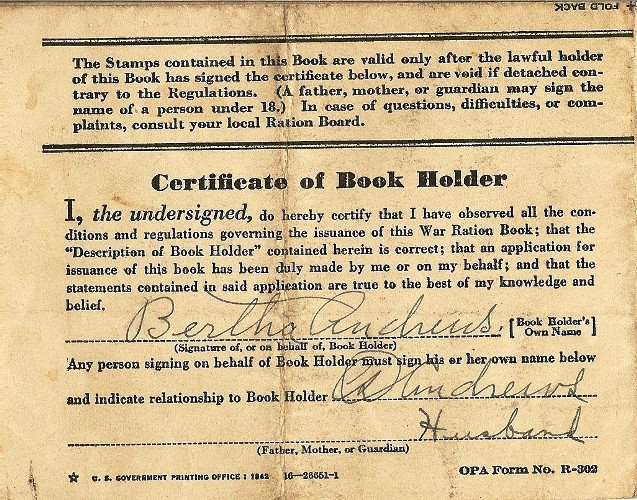 + FOLD BACK
The Stamps contained in this Book are valid only after the lawful holder
of this Book has signed the certificate below, and are void if detached con-
trary to the Regulations. (A father, mother, or guardian may sign the
name of a person under 18.) In case of questions, difficulties, or com-
plaints, consult your local Ration Board.
Certificate of Book Holder
I, the undersigned, do hereby certify that I have observed all the con-
ditions and regulations governing the issuance of this War Ration Book; that the
"Description of Book Holder" contained herein is correct; that an application for
issuance of this book has been duly made by me or on my behalf; and that the
statements contained in said application are true to the best of my knowledge and
belief.
Bertha Andrews. [Book Holder's
Own Name]
(Signature of, or on behalf of, Book Holder)
Any person signing on behalf of Book Holder must sign his or her own name below
and indicate relationship to Book Holder Andrews
Husband
(Father, Mother, or Guardian)
☆ U. S. GOVERNMENT PRINTING OFFICE : 1942 16—26651-1 OPA Form No. R-302